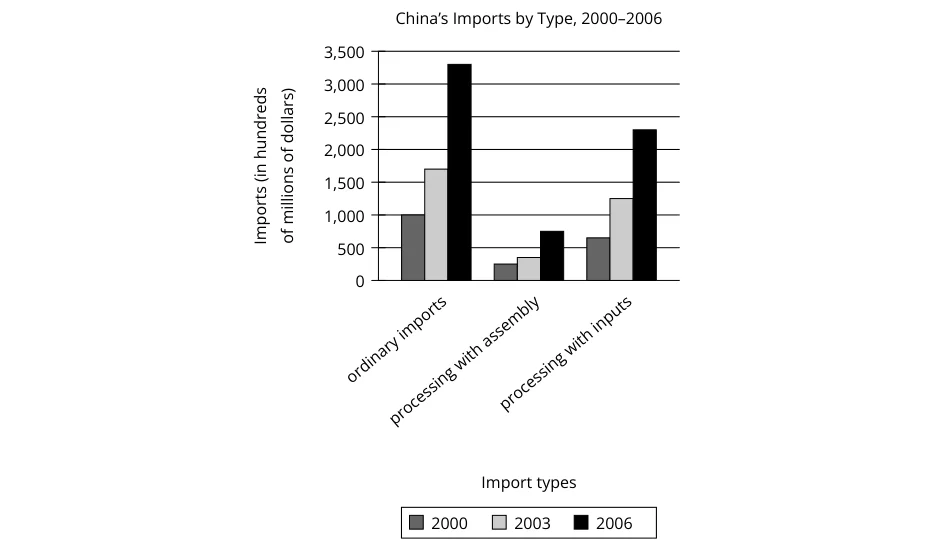 China’s Imports by Type, 2000–2006
Imports (in hundreds
of millions of dollars)
3,500
3,000
2,500
2,000
1,500
1,000
500
0
ordinary imports
processing with assembly
processing with inputs
Import types
2000 2003 2006